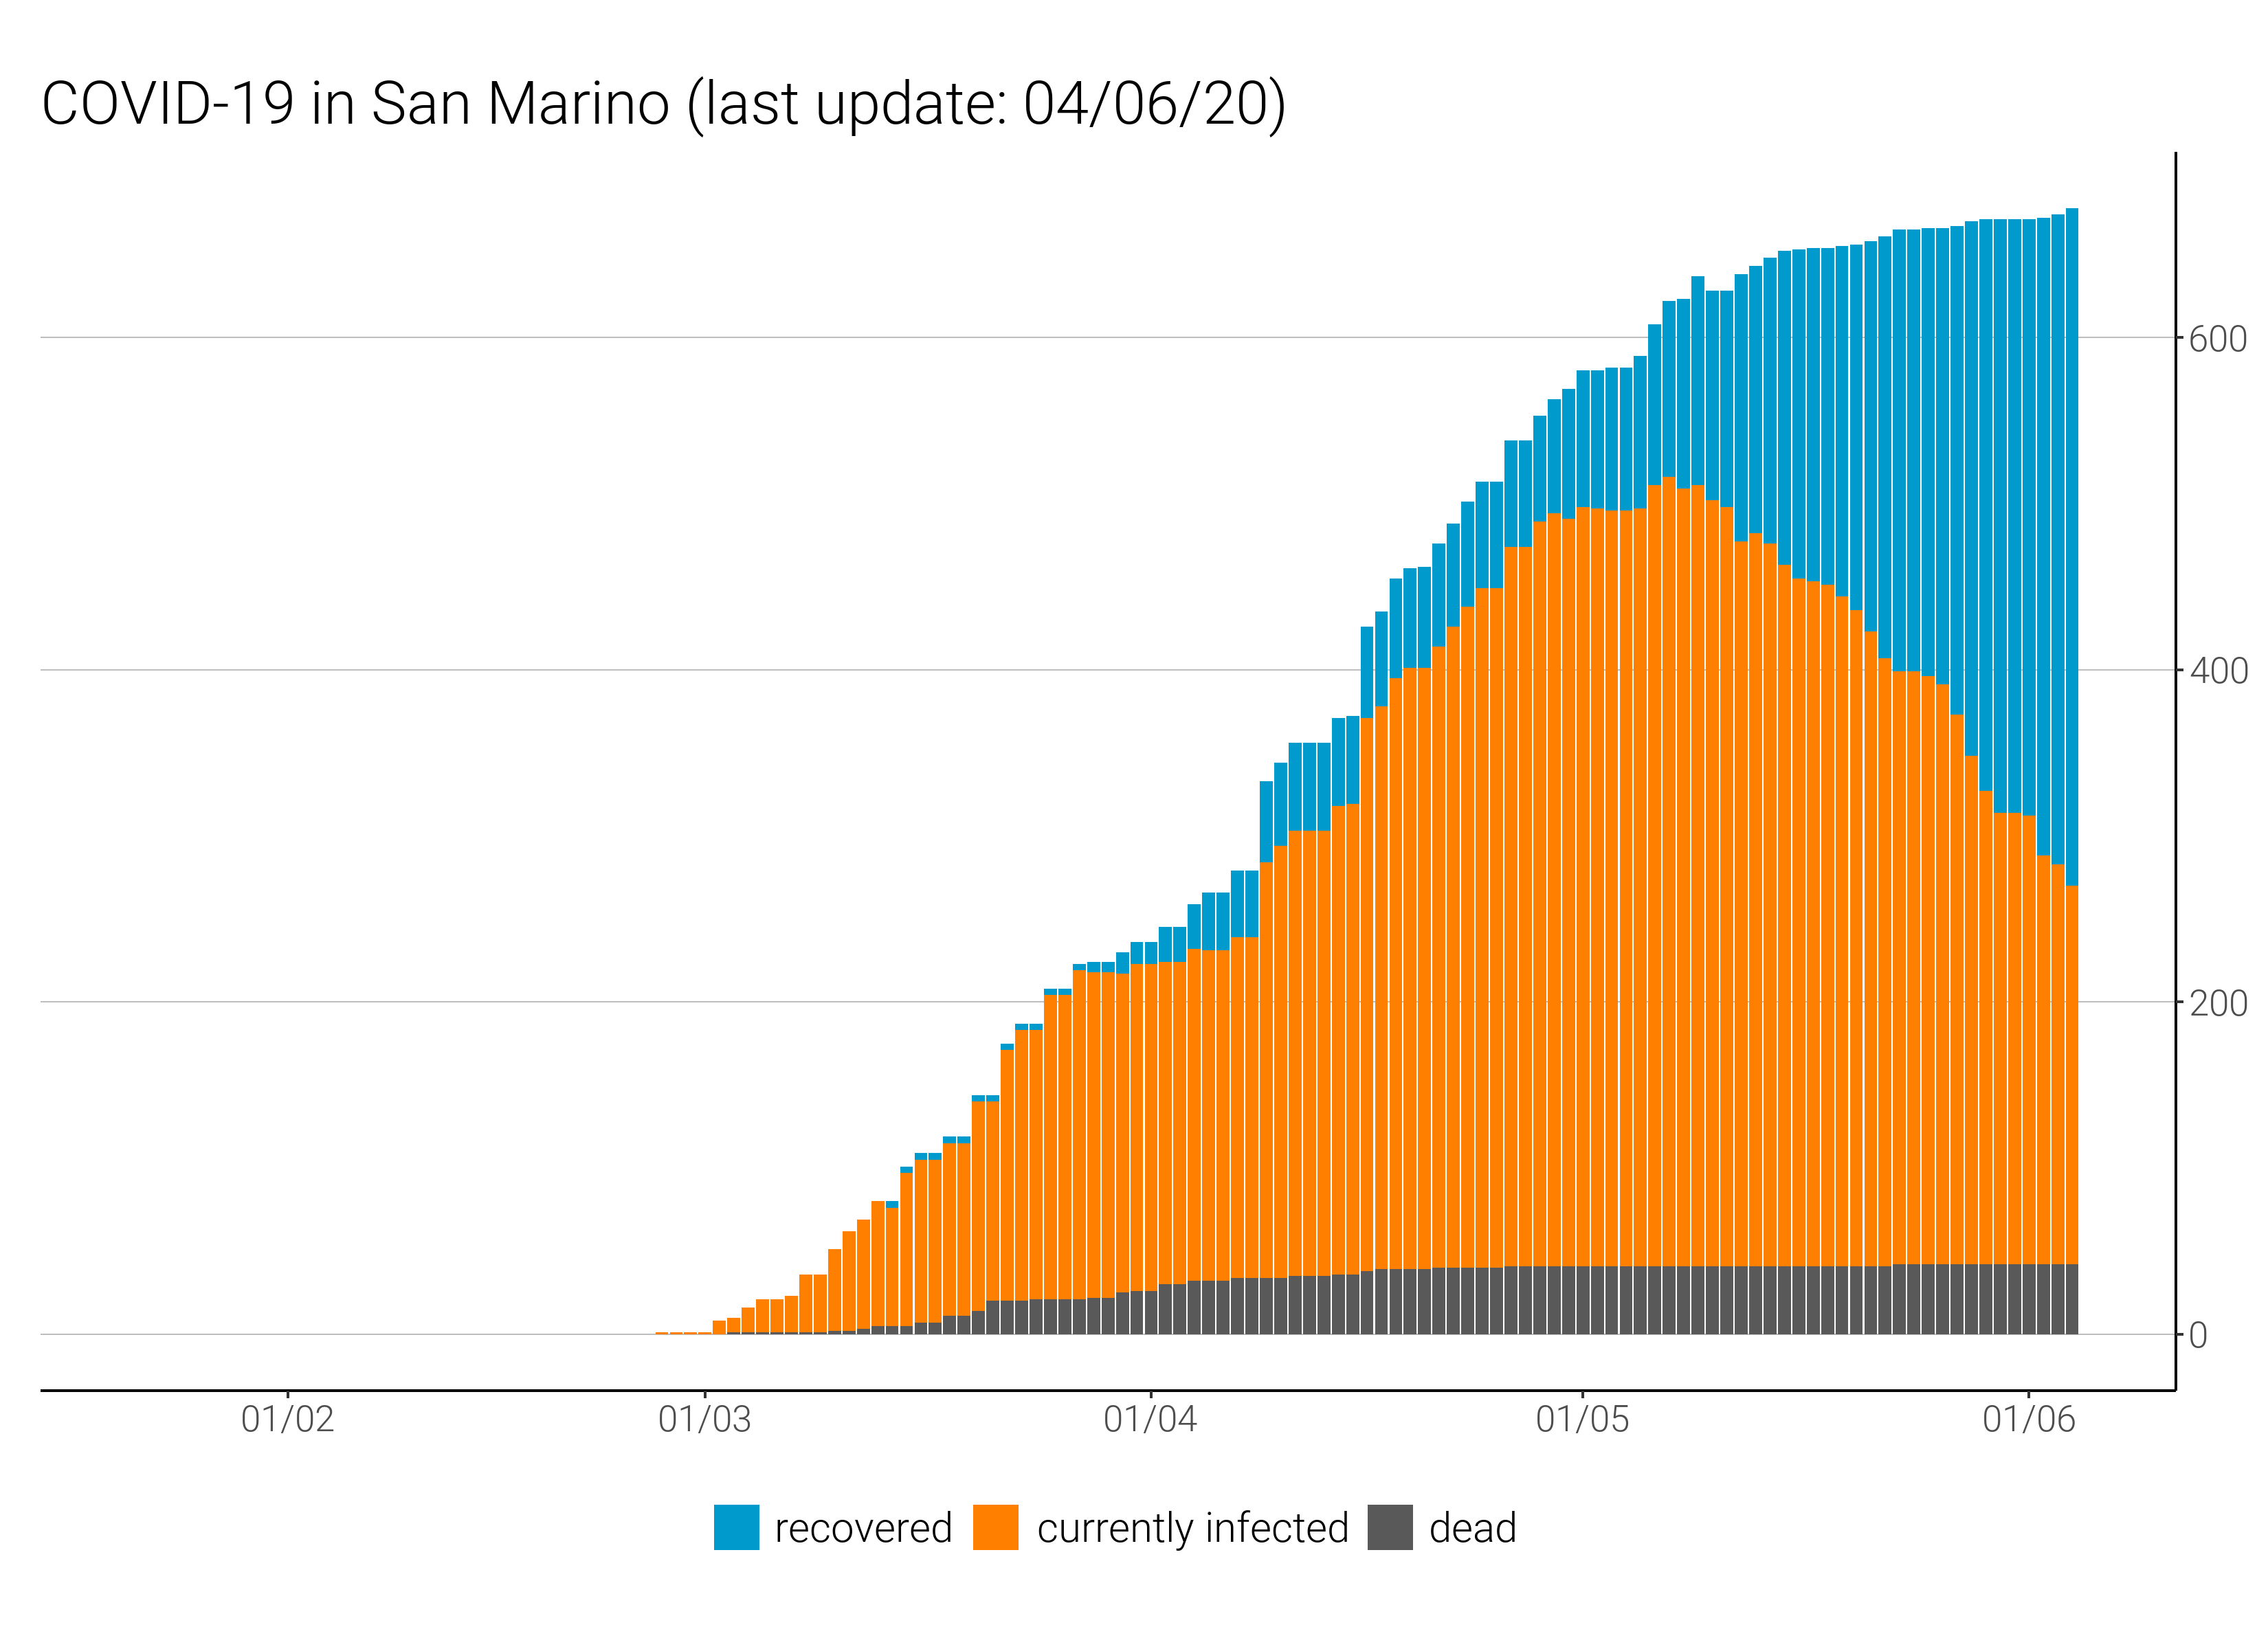 COVID-19 in San Marino (last update: 04/06/20)
600
400
200
0
01/02 01/03 01/04 01/05 01/06
recovered currently infected dead